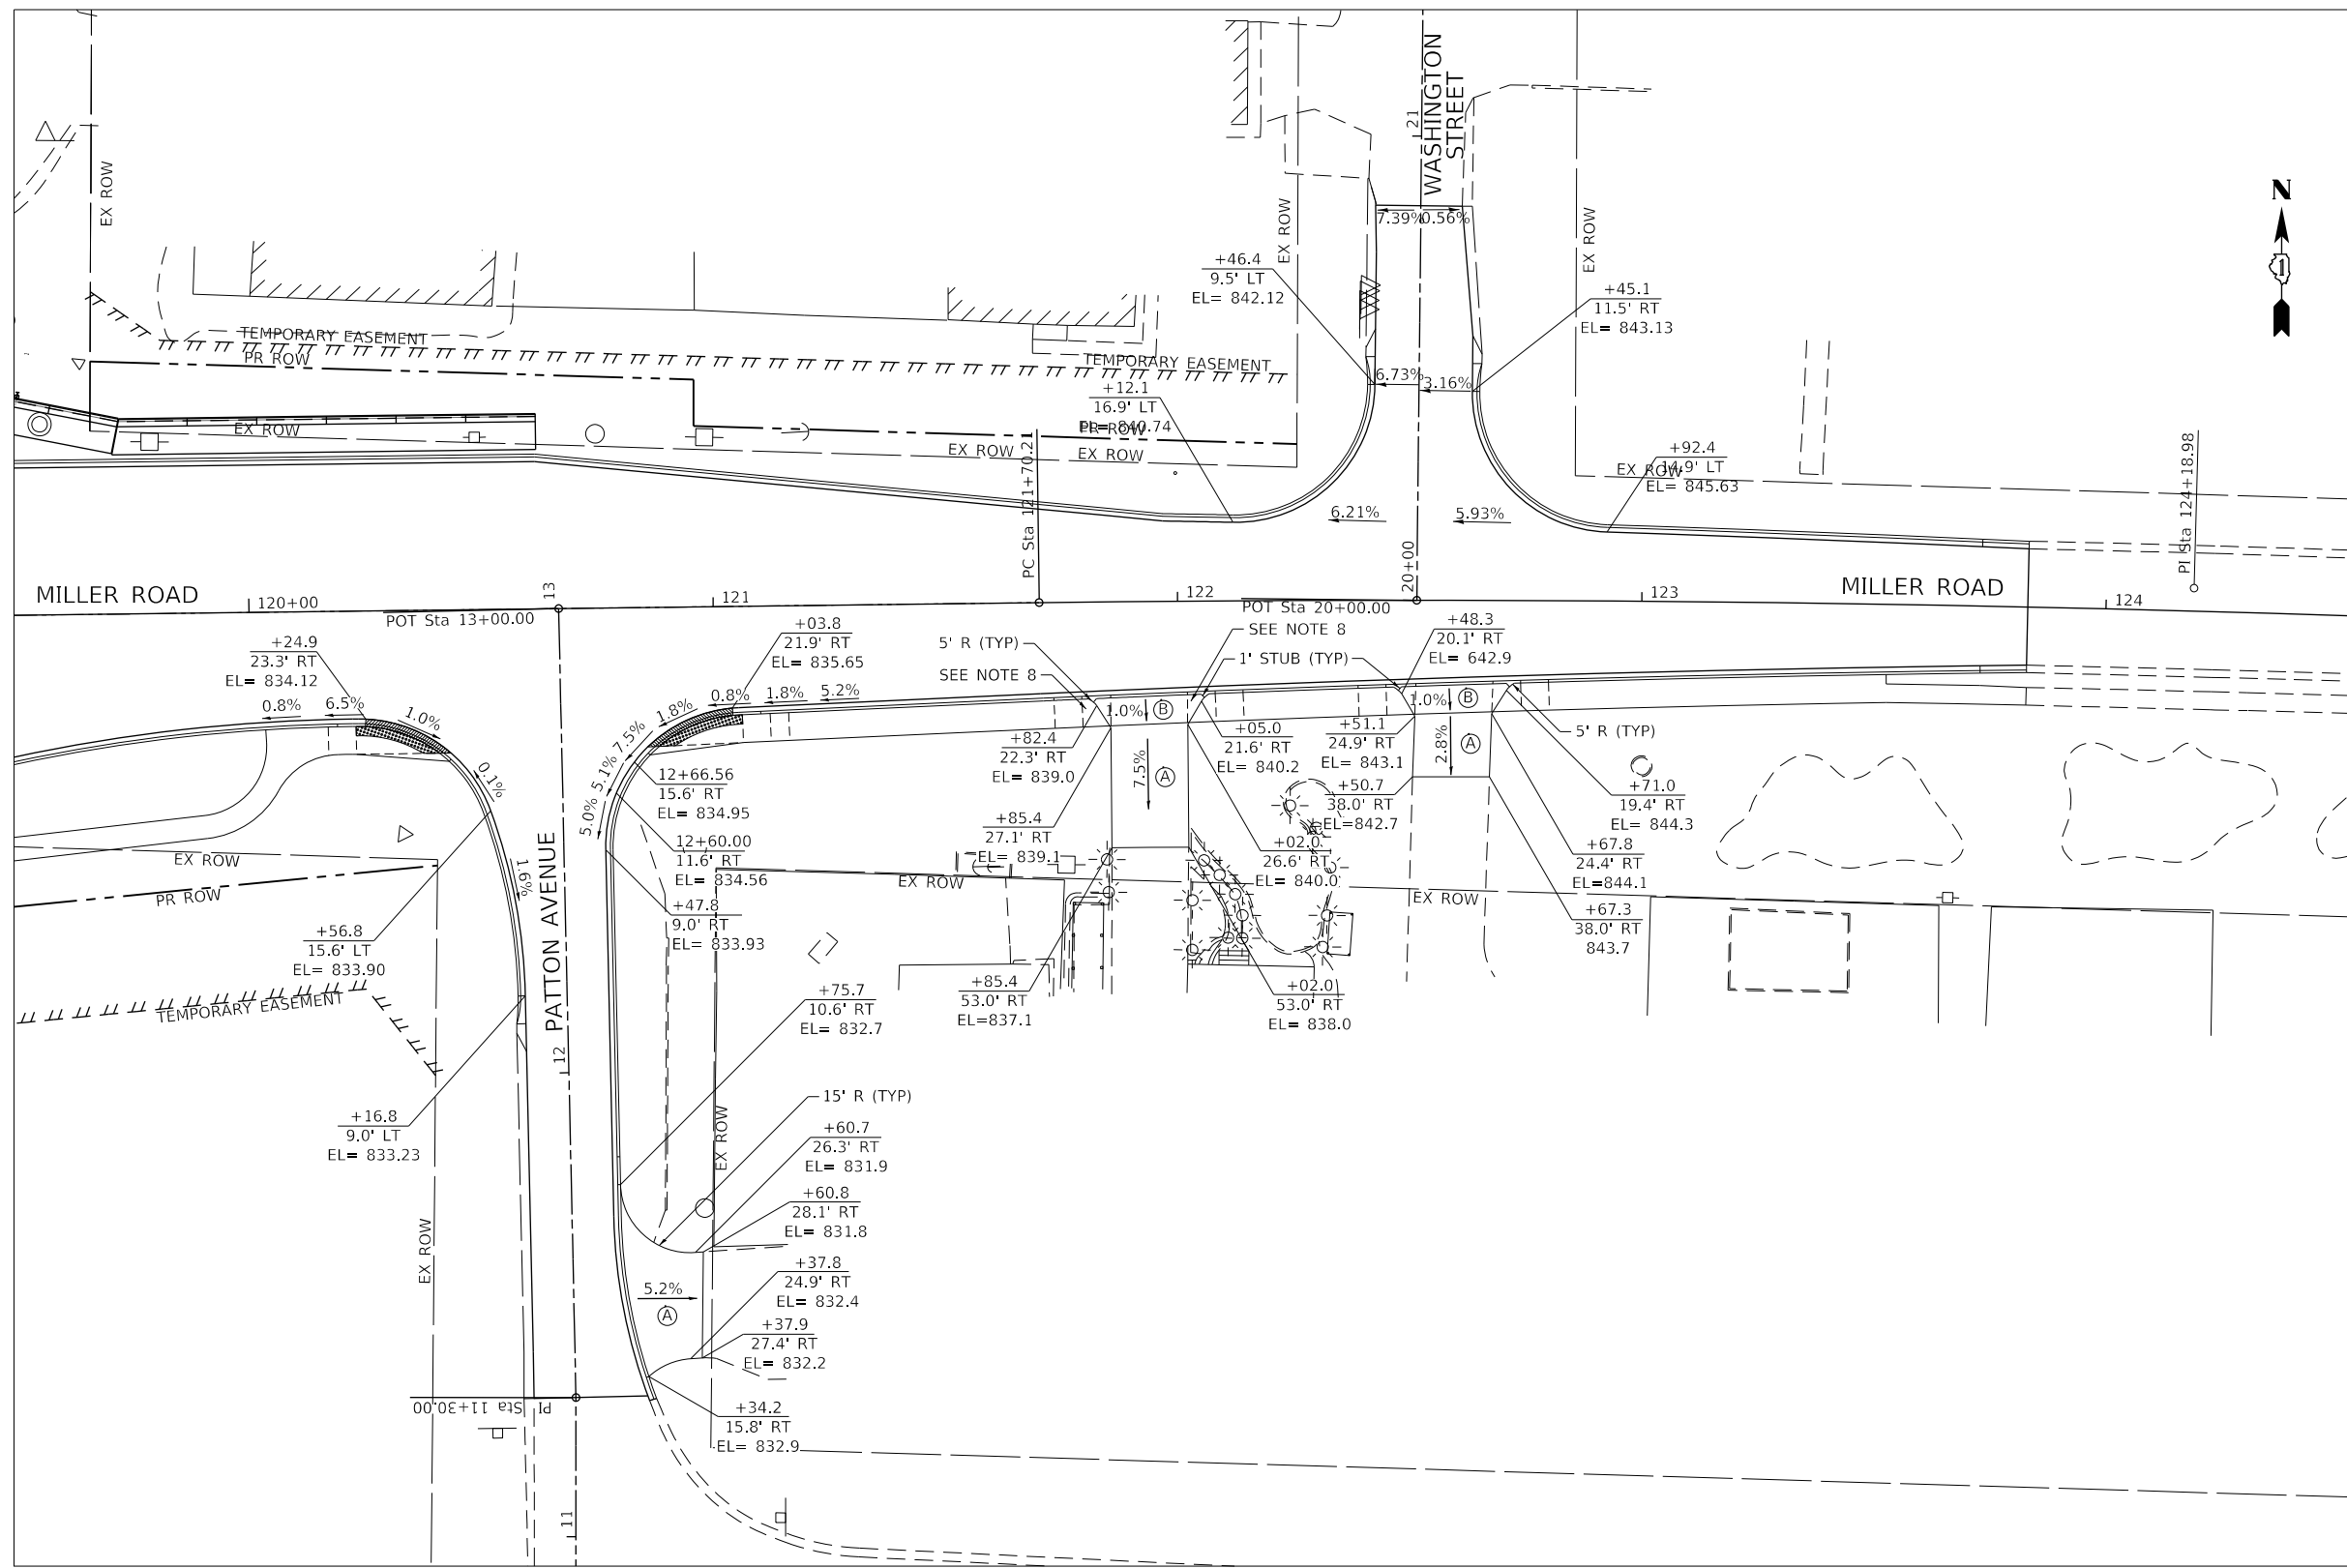 WASHINGTON
STREET
21
N
1
EX ROW
EX ROW
EX ROW
7.39%
0.56%
+46.4
9.5' LT
EL= 842.12
+45.1
11.5' RT
EL= 843.13
TEMPORARY EASEMENT
PR ROW
TEMPORARY EASEMENT
6.73%
3.16%
+12.1
16.9' LT
EL= 840.74
PR ROW
EX ROW
EX ROW
EX ROW
+92.4
14.9' LT
EL= 845.63
EX ROW
PC Sta 121+70.21
PI Sta 124+18.98
6.21%
5.93%
MILLER ROAD
120+00
13
121
122
20+00
123
MILLER ROAD
124
POT Sta 13+00.00
POT Sta 20+00.00
+24.9
23.3' RT
EL= 834.12
+03.8
21.9' RT
EL= 835.65
5' R (TYP)
SEE NOTE 8
SEE NOTE 8
1' STUB (TYP)
+48.3
20.1' RT
EL= 642.9
0.8%
6.5%
1.0%
1.8%
0.8%
1.8%
5.2%
7.5%
5.1%
5.0%
1.0%
B
1.0%
B
+82.4
22.3' RT
EL= 839.0
7.5%
A
+05.0
21.6' RT
EL= 840.2
+51.1
24.9' RT
EL= 843.1
2.8%
A
5' R (TYP)
0.1%
12+66.56
15.6' RT
EL= 834.95
+50.7
38.0' RT
EL=842.7
+71.0
19.4' RT
EL= 844.3
+85.4
27.1' RT
EL= 839.1
12+60.00
11.6' RT
EL= 834.56
+02.0
26.6' RT
EL= 840.0
+67.8
24.4' RT
EL=844.1
EX ROW
PR ROW
1.6%
PATTON AVENUE
EX ROW
EX ROW
+47.8
9.0' RT
EL= 833.93
+67.3
38.0' RT
843.7
+56.8
15.6' LT
EL= 833.90
TEMPORARY EASEMENT
+75.7
10.6' RT
EL= 832.7
+85.4
53.0' RT
EL=837.1
+02.0
53.0' RT
EL= 838.0
12
+16.8
9.0' LT
EL= 833.23
15' R (TYP)
EX ROW
+60.7
26.3' RT
EL= 831.9
+60.8
28.1' RT
EL= 831.8
EX ROW
+37.8
24.9' RT
EL= 832.4
5.2%
A
+37.9
27.4' RT
EL= 832.2
PI Sta 11+30.00
+34.2
15.8' RT
EL= 832.9
11